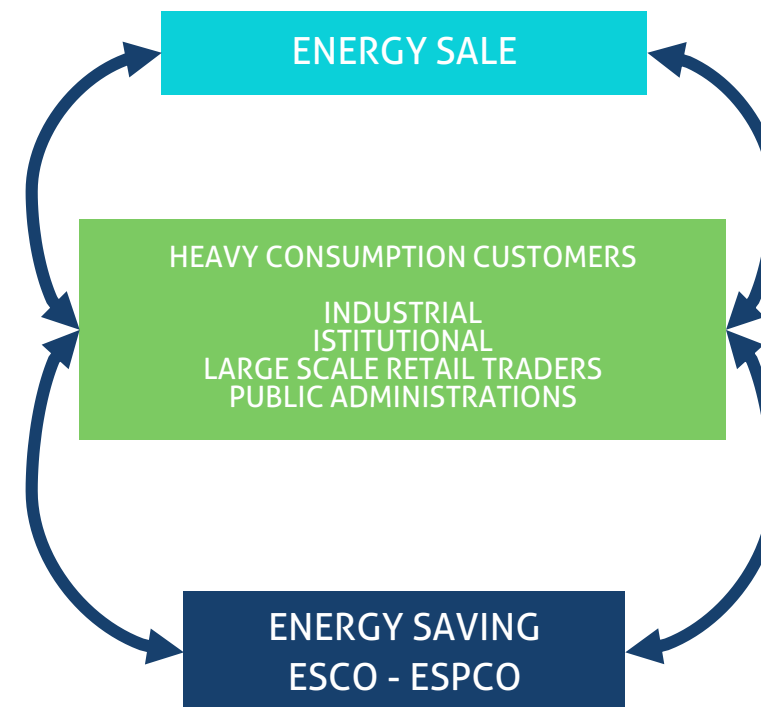 ENERGY SALE
HEAVY CONSUMPTION CUSTOMERS
INDUSTRIAL
ISTITUTIONAL
LARGE SCALE RETAIL TRADERS
PUBLIC ADMINISTRATIONS
ENERGY SAVING
ESCO - ESPCO